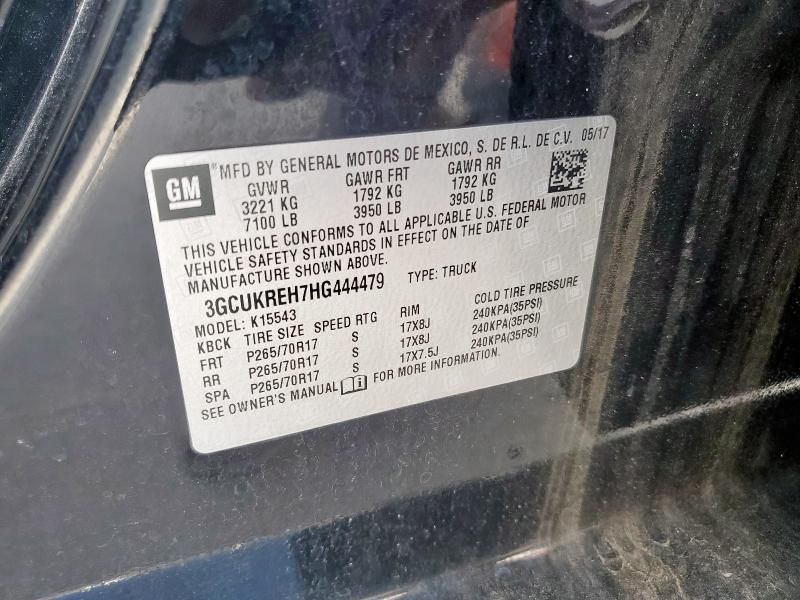 GM
® MFD BY GENERAL MOTORS DE MEXICO, S. DE R.L. DE C.V. 05/17
GVWR GAWR FRT GAWR RR
3221 KG 1792 KG 1792 KG
7100 LB 3950 LB 3950 LB
THIS VEHICLE CONFORMS TO ALL APPLICABLE U.S. FEDERAL MOTOR
VEHICLE SAFETY STANDARDS IN EFFECT ON THE DATE OF
MANUFACTURE SHOWN ABOVE.
3GCUKREH7HG444479 TYPE: TRUCK
MODEL: K15543
KBCK TIRE SIZE SPEED RTG RIM COLD TIRE PRESSURE
FRT P265/70R17 S 17X8J 240KPA(35PSI)
RR P265/70R17 S 17X8J 240KPA(35PSI)
SPA P265/70R17 S 17X7.5J 240KPA(35PSI)
SEE OWNER'S MANUAL FOR MORE INFORMATION.